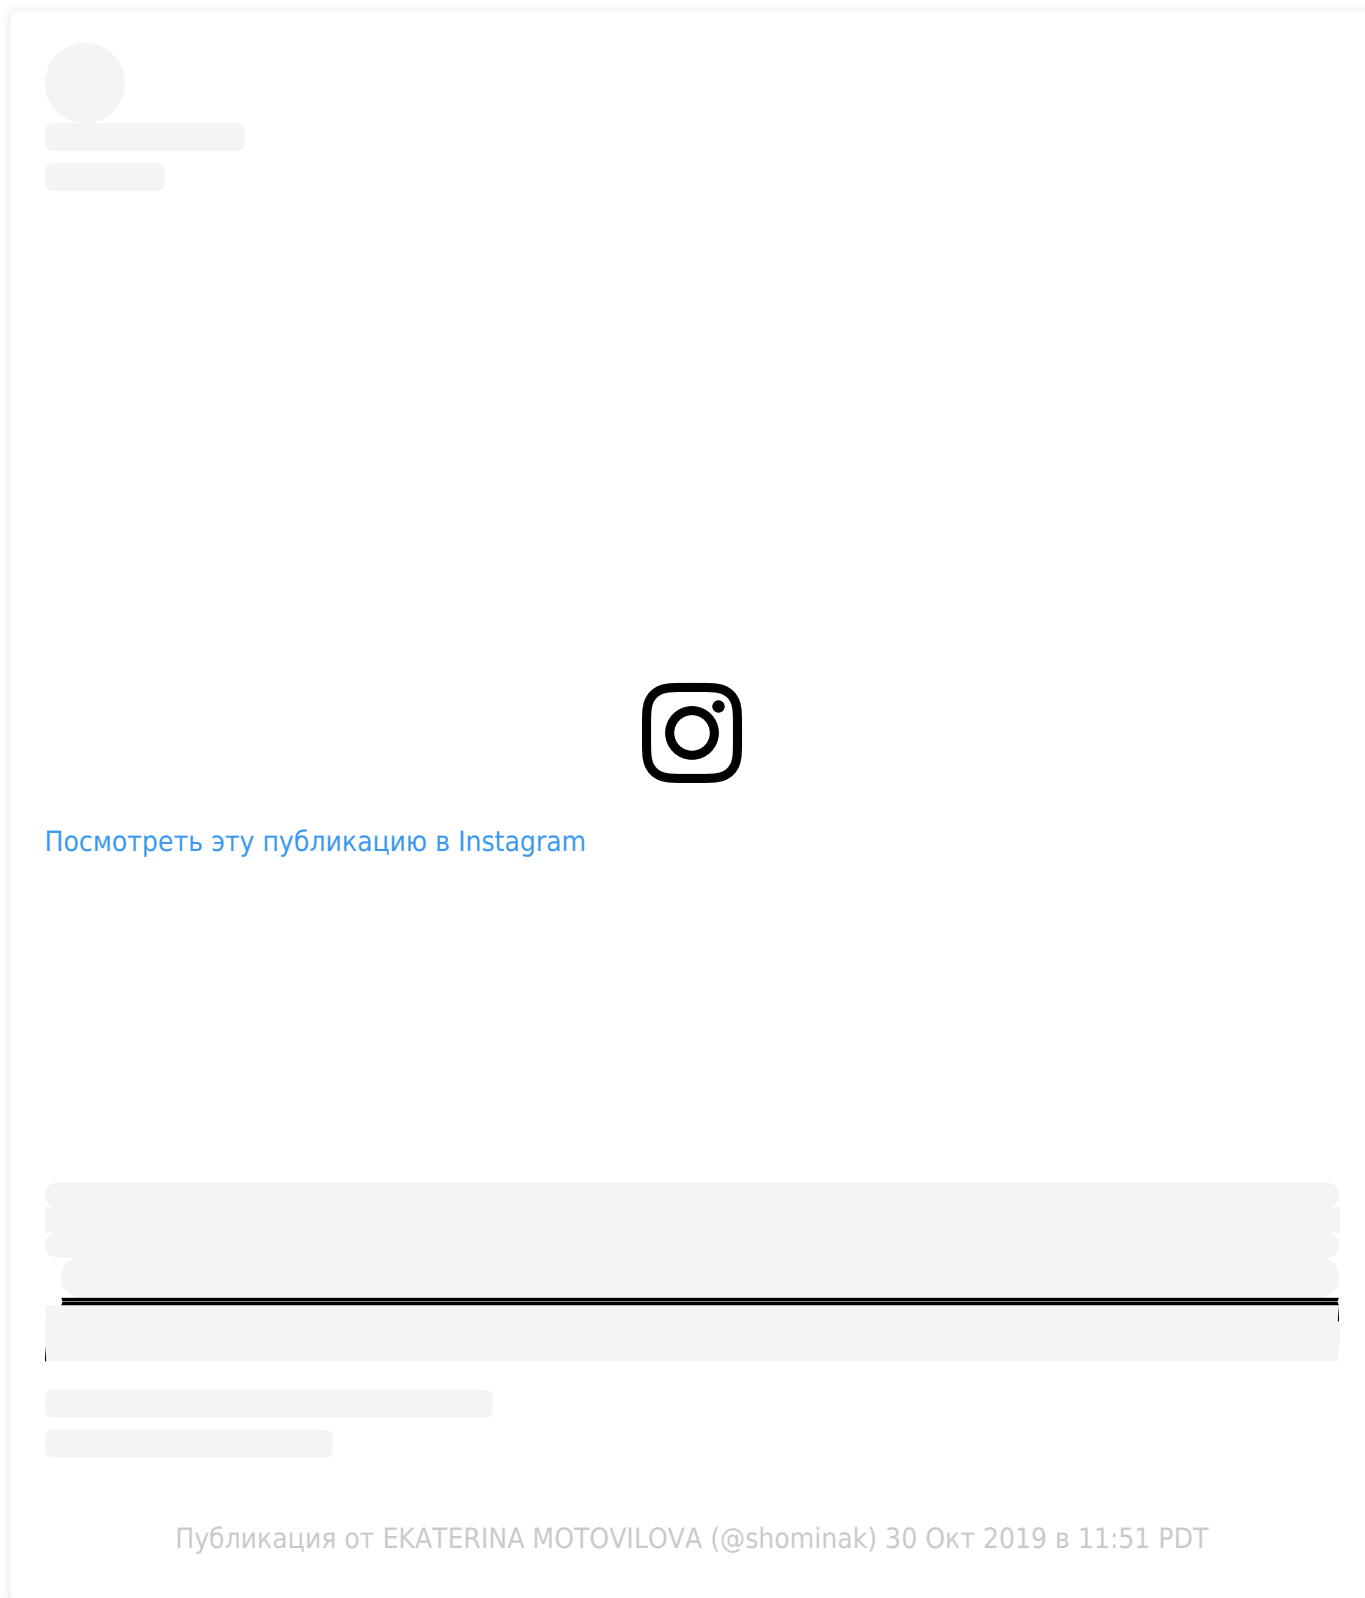 Посмотреть эту публикацию в Instagram
Публикация от EKATERINA MOTOVILOVA (@shominak) 30 Окт 2019 в 11:51 PDT